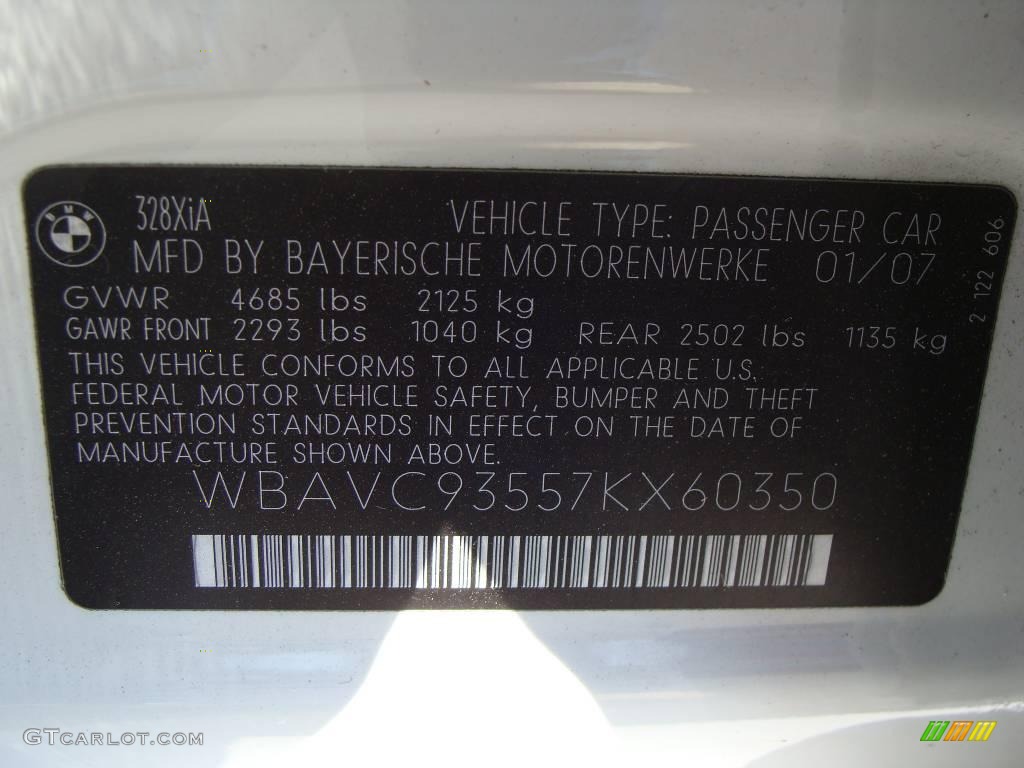 BMW
328XiA
VEHICLE TYPE: PASSENGER CAR
MFD BY BAYERISCHE MOTORENWERKE 01/07
GVWR 4685 lbs 2125 kg
GAWR FRONT 2293 lbs 1040 kg REAR 2502 lbs 1135 kg
THIS VEHICLE CONFORMS TO ALL APPLICABLE U.S.
FEDERAL MOTOR VEHICLE SAFETY, BUMPER AND THEFT
PREVENTION STANDARDS IN EFFECT ON THE DATE OF
MANUFACTURE SHOWN ABOVE.
WBAVC93557KX60350
2 122 606
GTCARLOT.COM